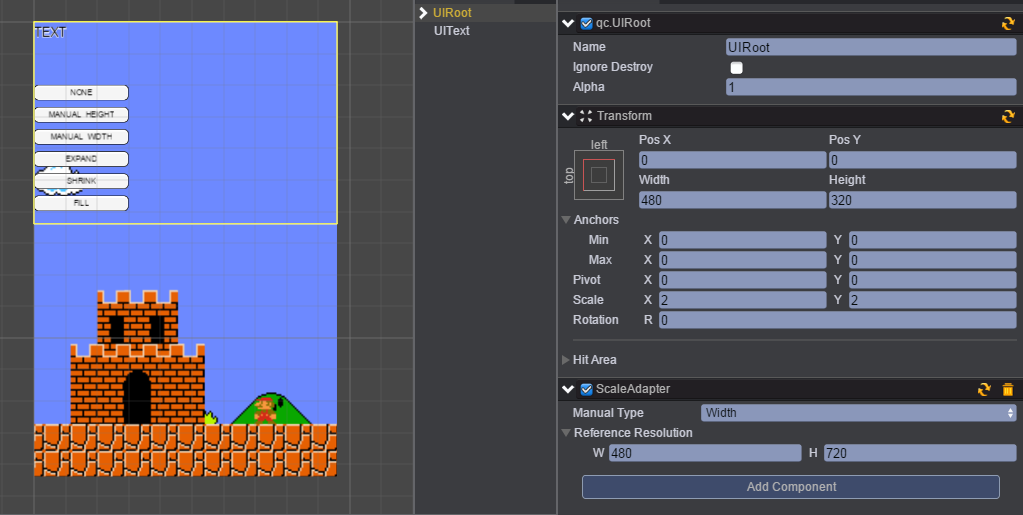 TEXT
NONE
MANUAL HEIGHT
MANUAL WIDTH
EXPAND
SHRINK
FILL
UIRoot
UIText
qc.UIRoot
Name UIRoot
Ignore Destroy
Alpha 1
Transform
left
top
Pos X Pos Y
0 0
Width Height
480 320
Anchors
Min X 0 Y 0
Max X 0 Y 0
Pivot X 0 Y 0
Scale X 2 Y 2
Rotation R 0
Hit Area
ScaleAdapter
Manual Type Width
Reference Resolution
W 480 H 720
Add Component